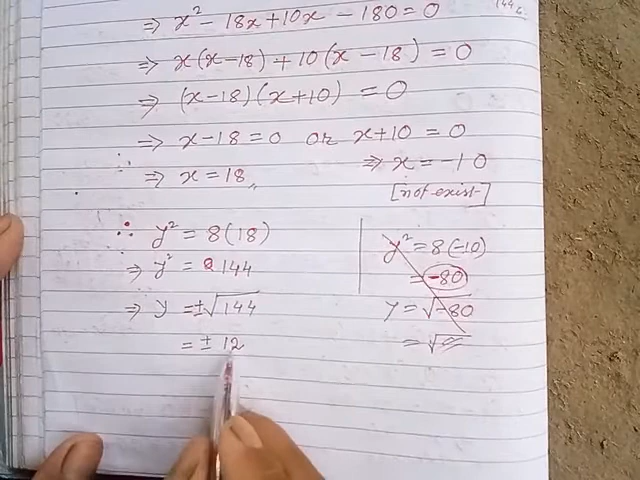 ⇒ x² - 18x + 10x - 180 = 0
⇒ x(x-18) + 10(x-18) = 0
⇒ (x-18)(x+10) = 0
⇒ x-18 = 0 or x+10 = 0
⇒ x = 18,, ⇒ x = -10
[not exist]
∴ y² = 8(18)
⇒ y² = 144
⇒ y = ±√144
= ± 12
y² = 8(-10)
= -80
y = √-80